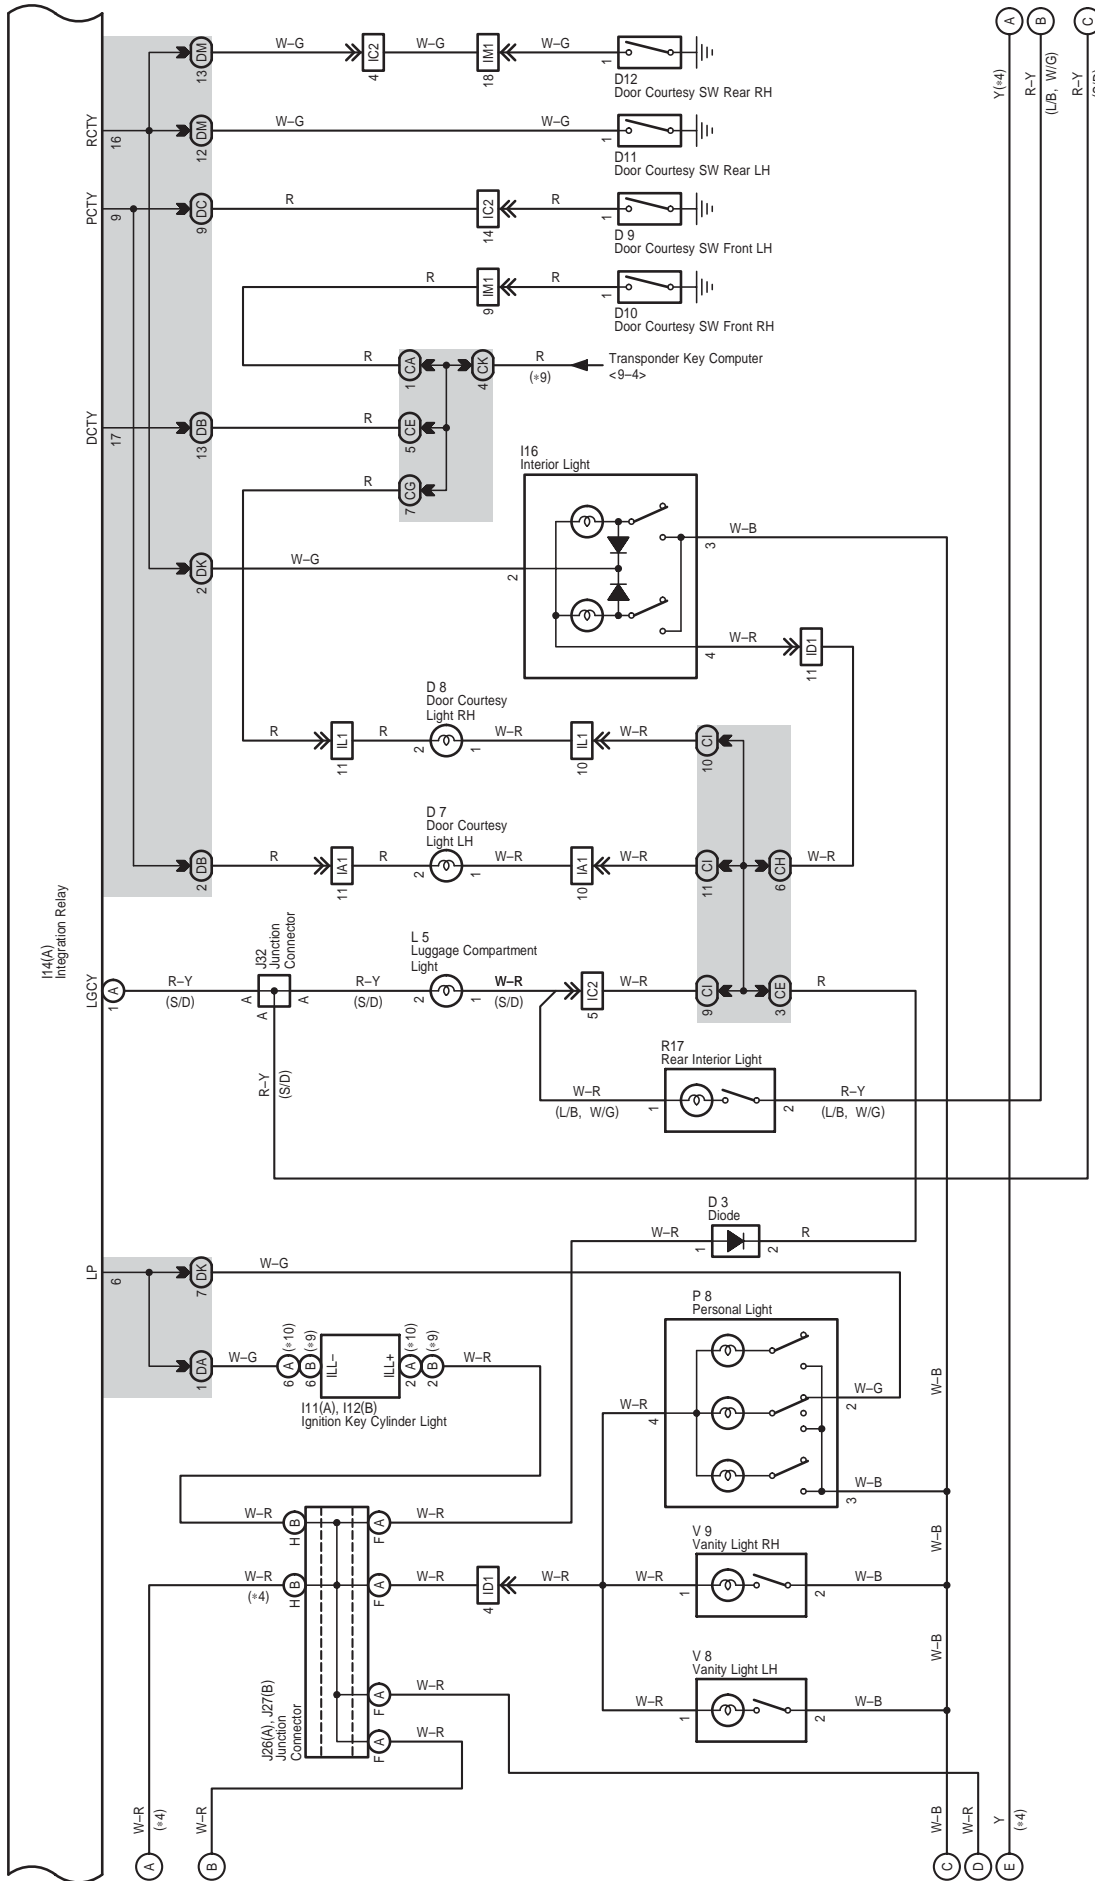 A
B
C
W–G
W–G
W–G
IC2
IM1
DM
13
4
18
1
D12
Door Courtesy SW Rear RH
Y(*4)
R–Y
(L/B, W/G)
R–Y
RCTY
16
W–G
W–G
DM
12
1
D11
Door Courtesy SW Rear LH
PCTY
9
R
R
DC
IC2
9
14
1
D 9
Door Courtesy SW Front LH
R
R
IM1
9
1
D10
Door Courtesy SW Front RH
R
CA
CK
1
4
R
(*9)
Transponder Key Computer
<9–4>
DCTY
17
DB
13
R
CE
5
R
CG
7
I16
Interior Light
W–B
3
W–G
DK
2
2
W–R
4
ID1
11
D 8
Door Courtesy
Light RH
R
IL1
R
W–R
IL1
W–R
CI
11
2
1
10
10
D 7
Door Courtesy
Light LH
R
IA1
R
W–R
IA1
W–R
CI
CH
W–R
DB
2
11
2
1
10
11
6
I14(A)
Integration Relay
LGCY
A
1
J32
Junction
Connector
L 5
Luggage Compartment
Light
R–Y
(S/D)
A
A
A
R–Y
(S/D)
2
1
W–R
(S/D)
IC2
5
W–R
CI
9
CE
3
R
R–Y
(S/D)
R17
Rear Interior Light
W–R
(L/B, W/G)
1
2
R–Y
(L/B, W/G)
D 3
Diode
W–R
1
2
R
LP
6
DK
7
W–G
P 8
Personal Light
DA
1
W–G
A
B
6
6
(*10)
(*9)
ILL–
ILL+
A
B
2
2
(*10)
(*9)
W–R
I11(A), I12(B)
Ignition Key Cylinder Light
W–R
4
W–G
2
W–B
W–B
3
W–R
B
H
A
F
W–R
W–R
(*4)
B
H
A
F
W–R
ID1
4
W–R
V 9
Vanity Light RH
W–R
1
2
W–B
W–B
W–B
J26(A), J27(B)
Junction
Connector
A
F
W–R
A
F
W–R
V 8
Vanity Light LH
W–R
1
2
W–B
W–R
(*4)
W–R
W–B
W–R
Y
(*4)
A
B
C
D
E